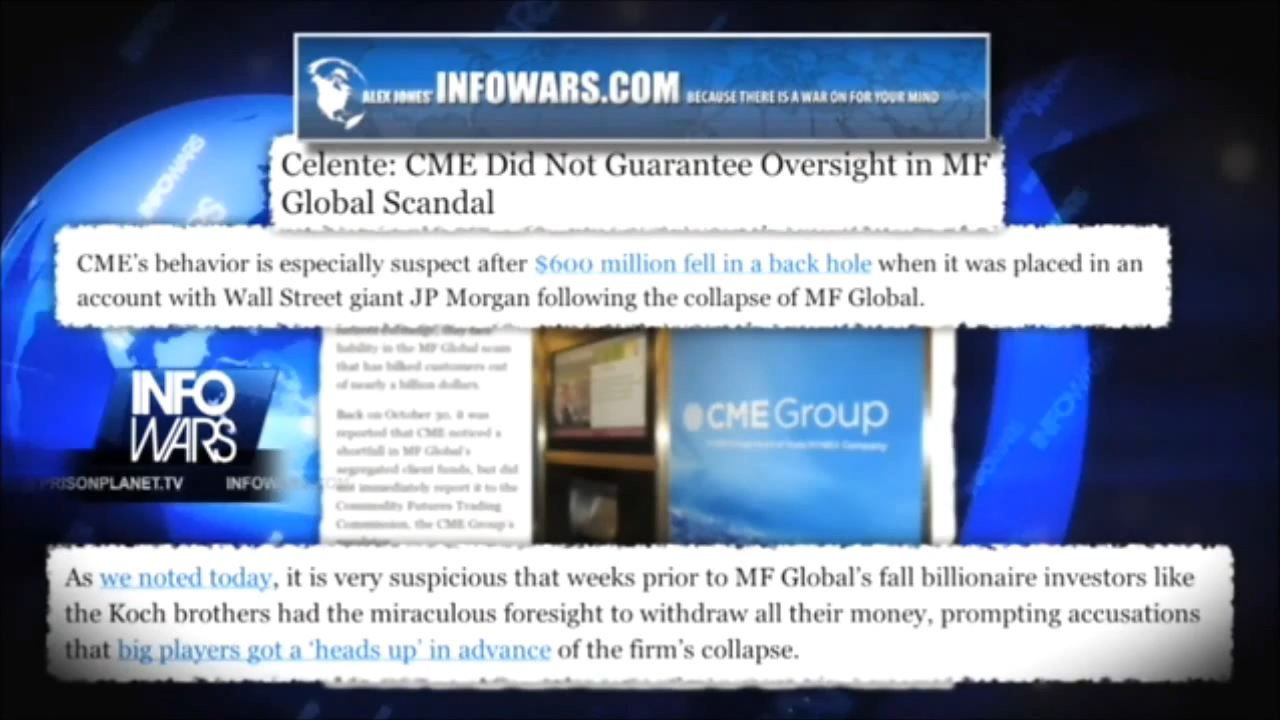 ALEX JONES' INFOWARS.COM BECAUSE THERE IS A WAR ON FOR YOUR MIND
Celente: CME Did Not Guarantee Oversight in MF
Global Scandal
CME's behavior is especially suspect after $600 million fell in a back hole when it was placed in an
account with Wall Street giant JP Morgan following the collapse of MF Global.
INFOWARS
liability in the MF Global scam
that has bilked customers out
of nearly a billion dollars.
Back on October 30, it was
reported that CME noticed a
shortfall in MF Global's
segregated client funds, but did
not immediately report it to the
Commodity Futures Trading
Commission, the CME Group's
CME Group
INFO
WARS
PRISONPLANET.TV INFOWARS.COM
As we noted today, it is very suspicious that weeks prior to MF Global's fall billionaire investors like
the Koch brothers had the miraculous foresight to withdraw all their money, prompting accusations
that big players got a 'heads up' in advance of the firm's collapse.